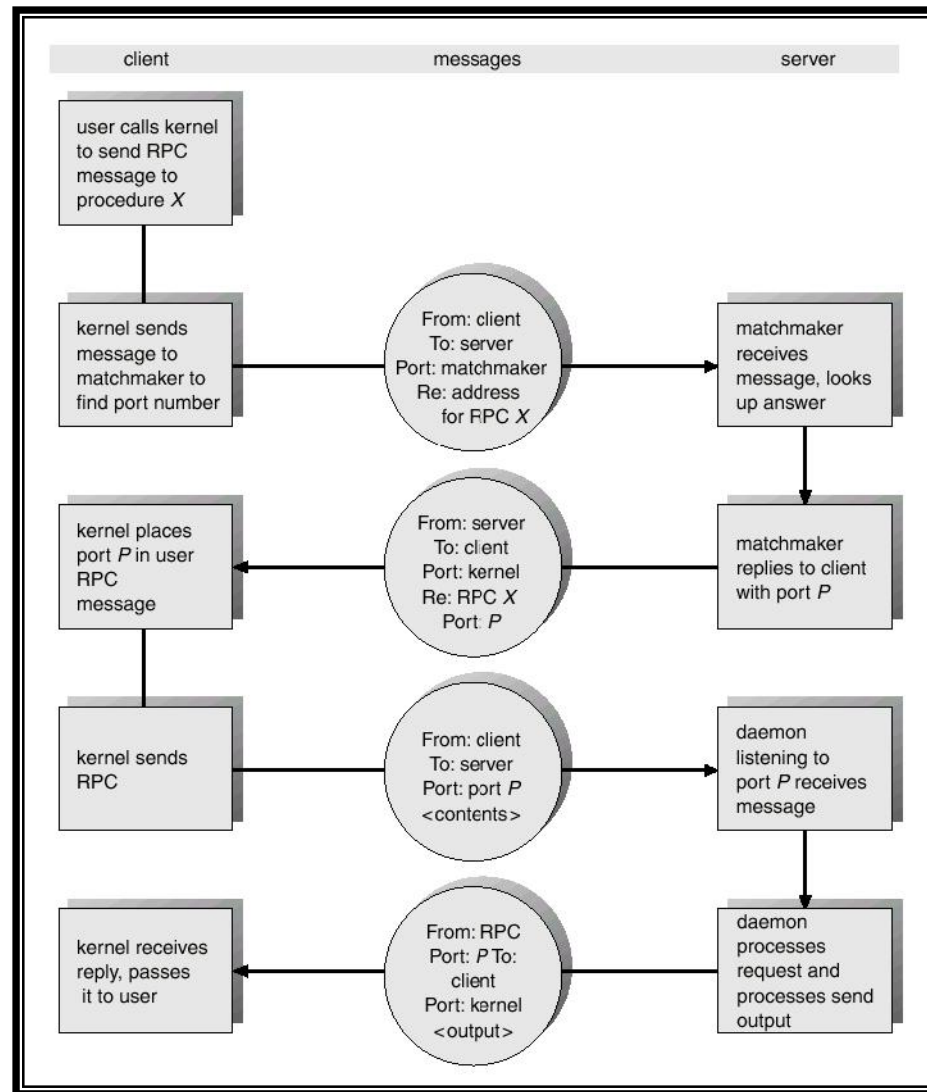 client messages server
user calls kernel
to send RPC
message to
procedure X
kernel sends
message to
matchmaker to
find port number
From: client
To: server
Port: matchmaker
Re: address
for RPC X
matchmaker
receives
message, looks
up answer
kernel places
port P in user
RPC
message
From: server
To: client
Port: kernel
Re: RPC X
Port: P
matchmaker
replies to client
with port P
kernel sends
RPC
From: client
To: server
Port: port P
<contents>
daemon
listening to
port P receives
message
kernel receives
reply, passes
it to user
From: RPC
Port: P To:
client
Port: kernel
<output>
daemon
processes
request and
processes send
output